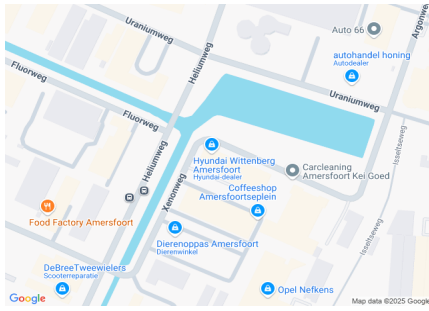 Uraniumweg
Auto 66
Argonweg
Heliumweg
autohandel honing
Autodealer
Fluorweg
Uraniumweg
Fluorweg
Isseltseweg
Hyundai Wittenberg
Amersfoort
Hyundai-dealer
Carcleaning
Amersfoort Kei Goed
Heliumweg
Xenonweg
Coffeeshop
Amersfoortseplein
Food Factory Amersfoort
Isseltseweg
Dierenoppas Amersfoort
Dierenwinkel
DeBreeTweewielers
Scooterreparatie
Opel Nefkens
Google
Map data ©2025 Google